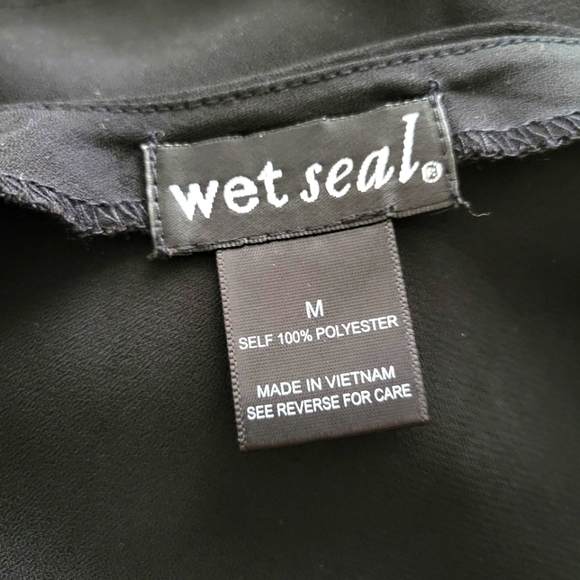 wet seal®
M
SELF 100% POLYESTER
MADE IN VIETNAM
SEE REVERSE FOR CARE